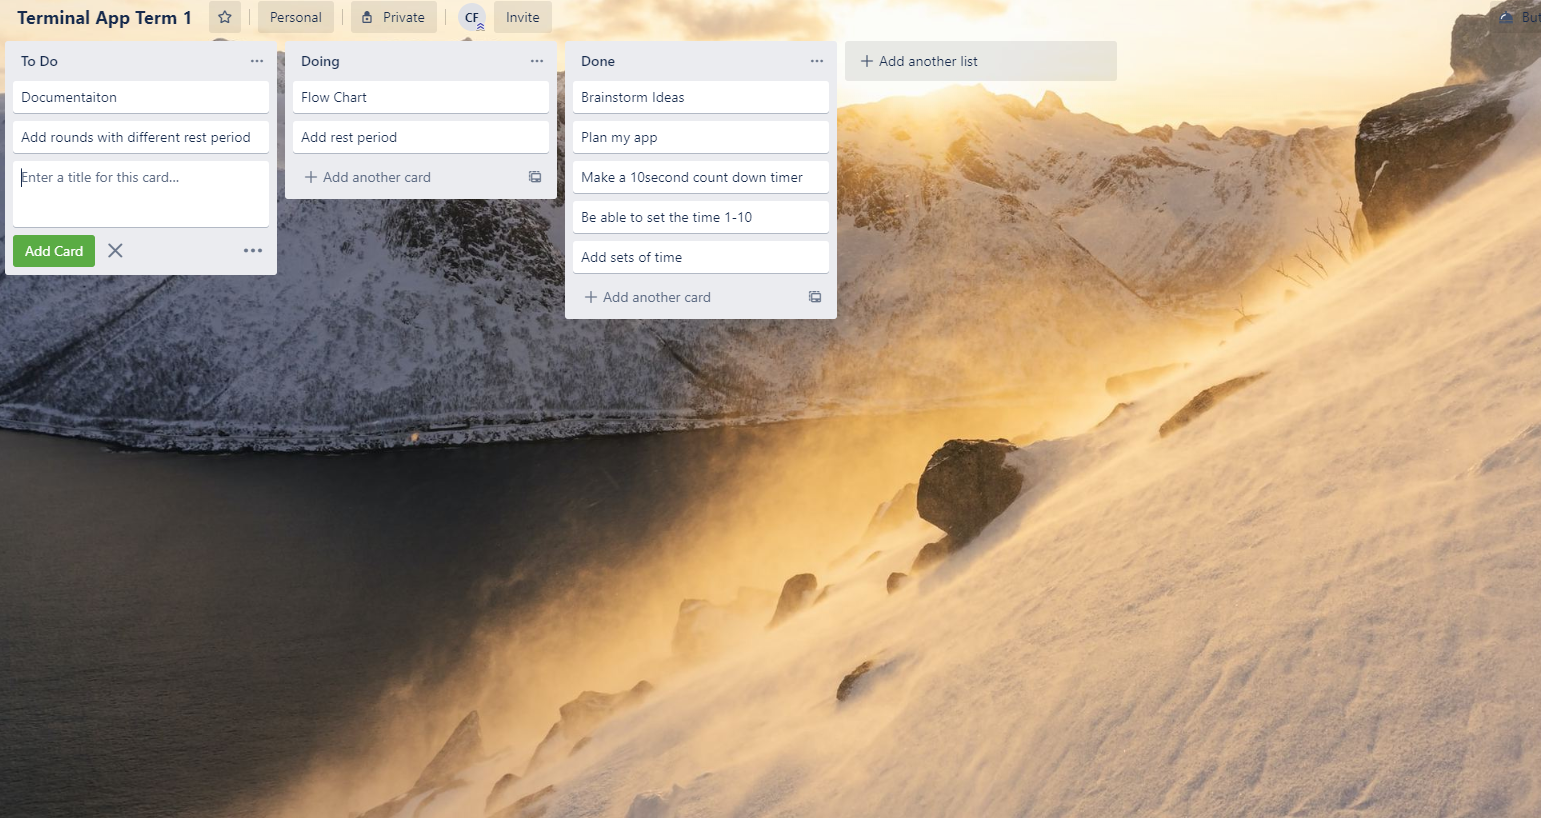 Terminal App Term 1
Personal
Private
CF
Invite
To Do
Documentaiton
Add rounds with different rest period
Enter a title for this card...
Add Card
Doing
Flow Chart
Add rest period
Add another card
Done
Brainstorm Ideas
Plan my app
Make a 10second count down timer
Be able to set the time 1-10
Add sets of time
Add another card
Add another list